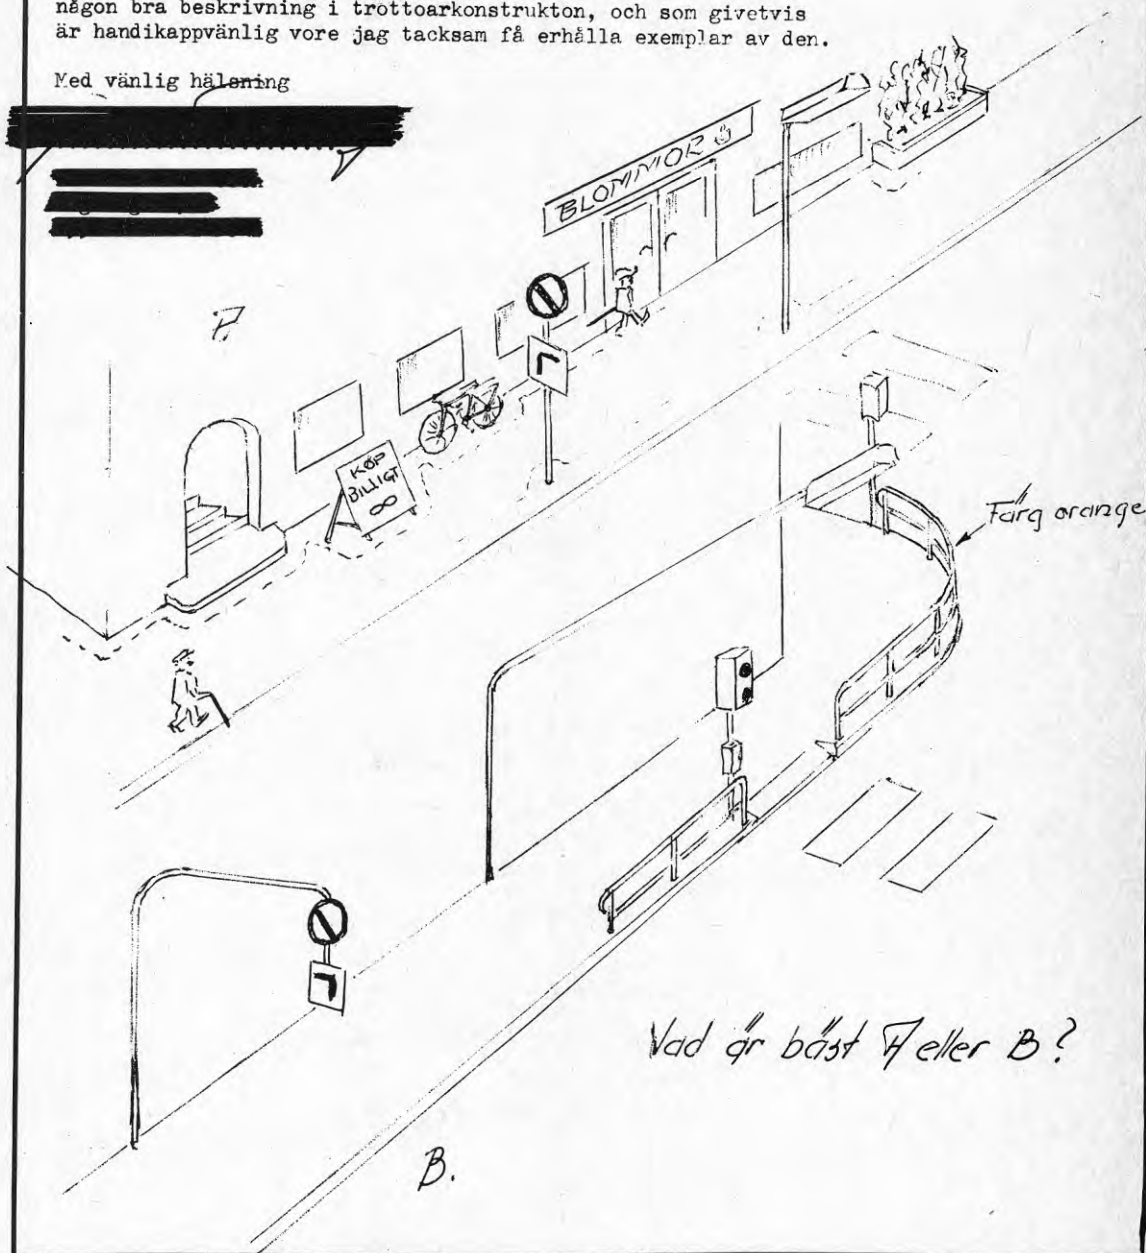 någon bra beskrivning i trottoarkonstrukton, och som givetvis
är handikappvänlig vore jag tacksam få erhålla exemplar av den.
Med vänlig hälsning
BLOMMOR
A.
KÖP
BILLIGT
Färg orange
Vad är bäst A eller B?
B.